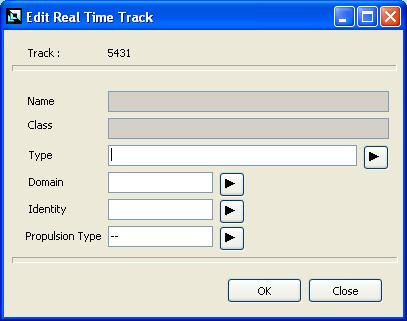 Edit Real Time Track
Track : 5431
Name
Class
Type
Domain
Identity
Propulsion Type --
OK Close